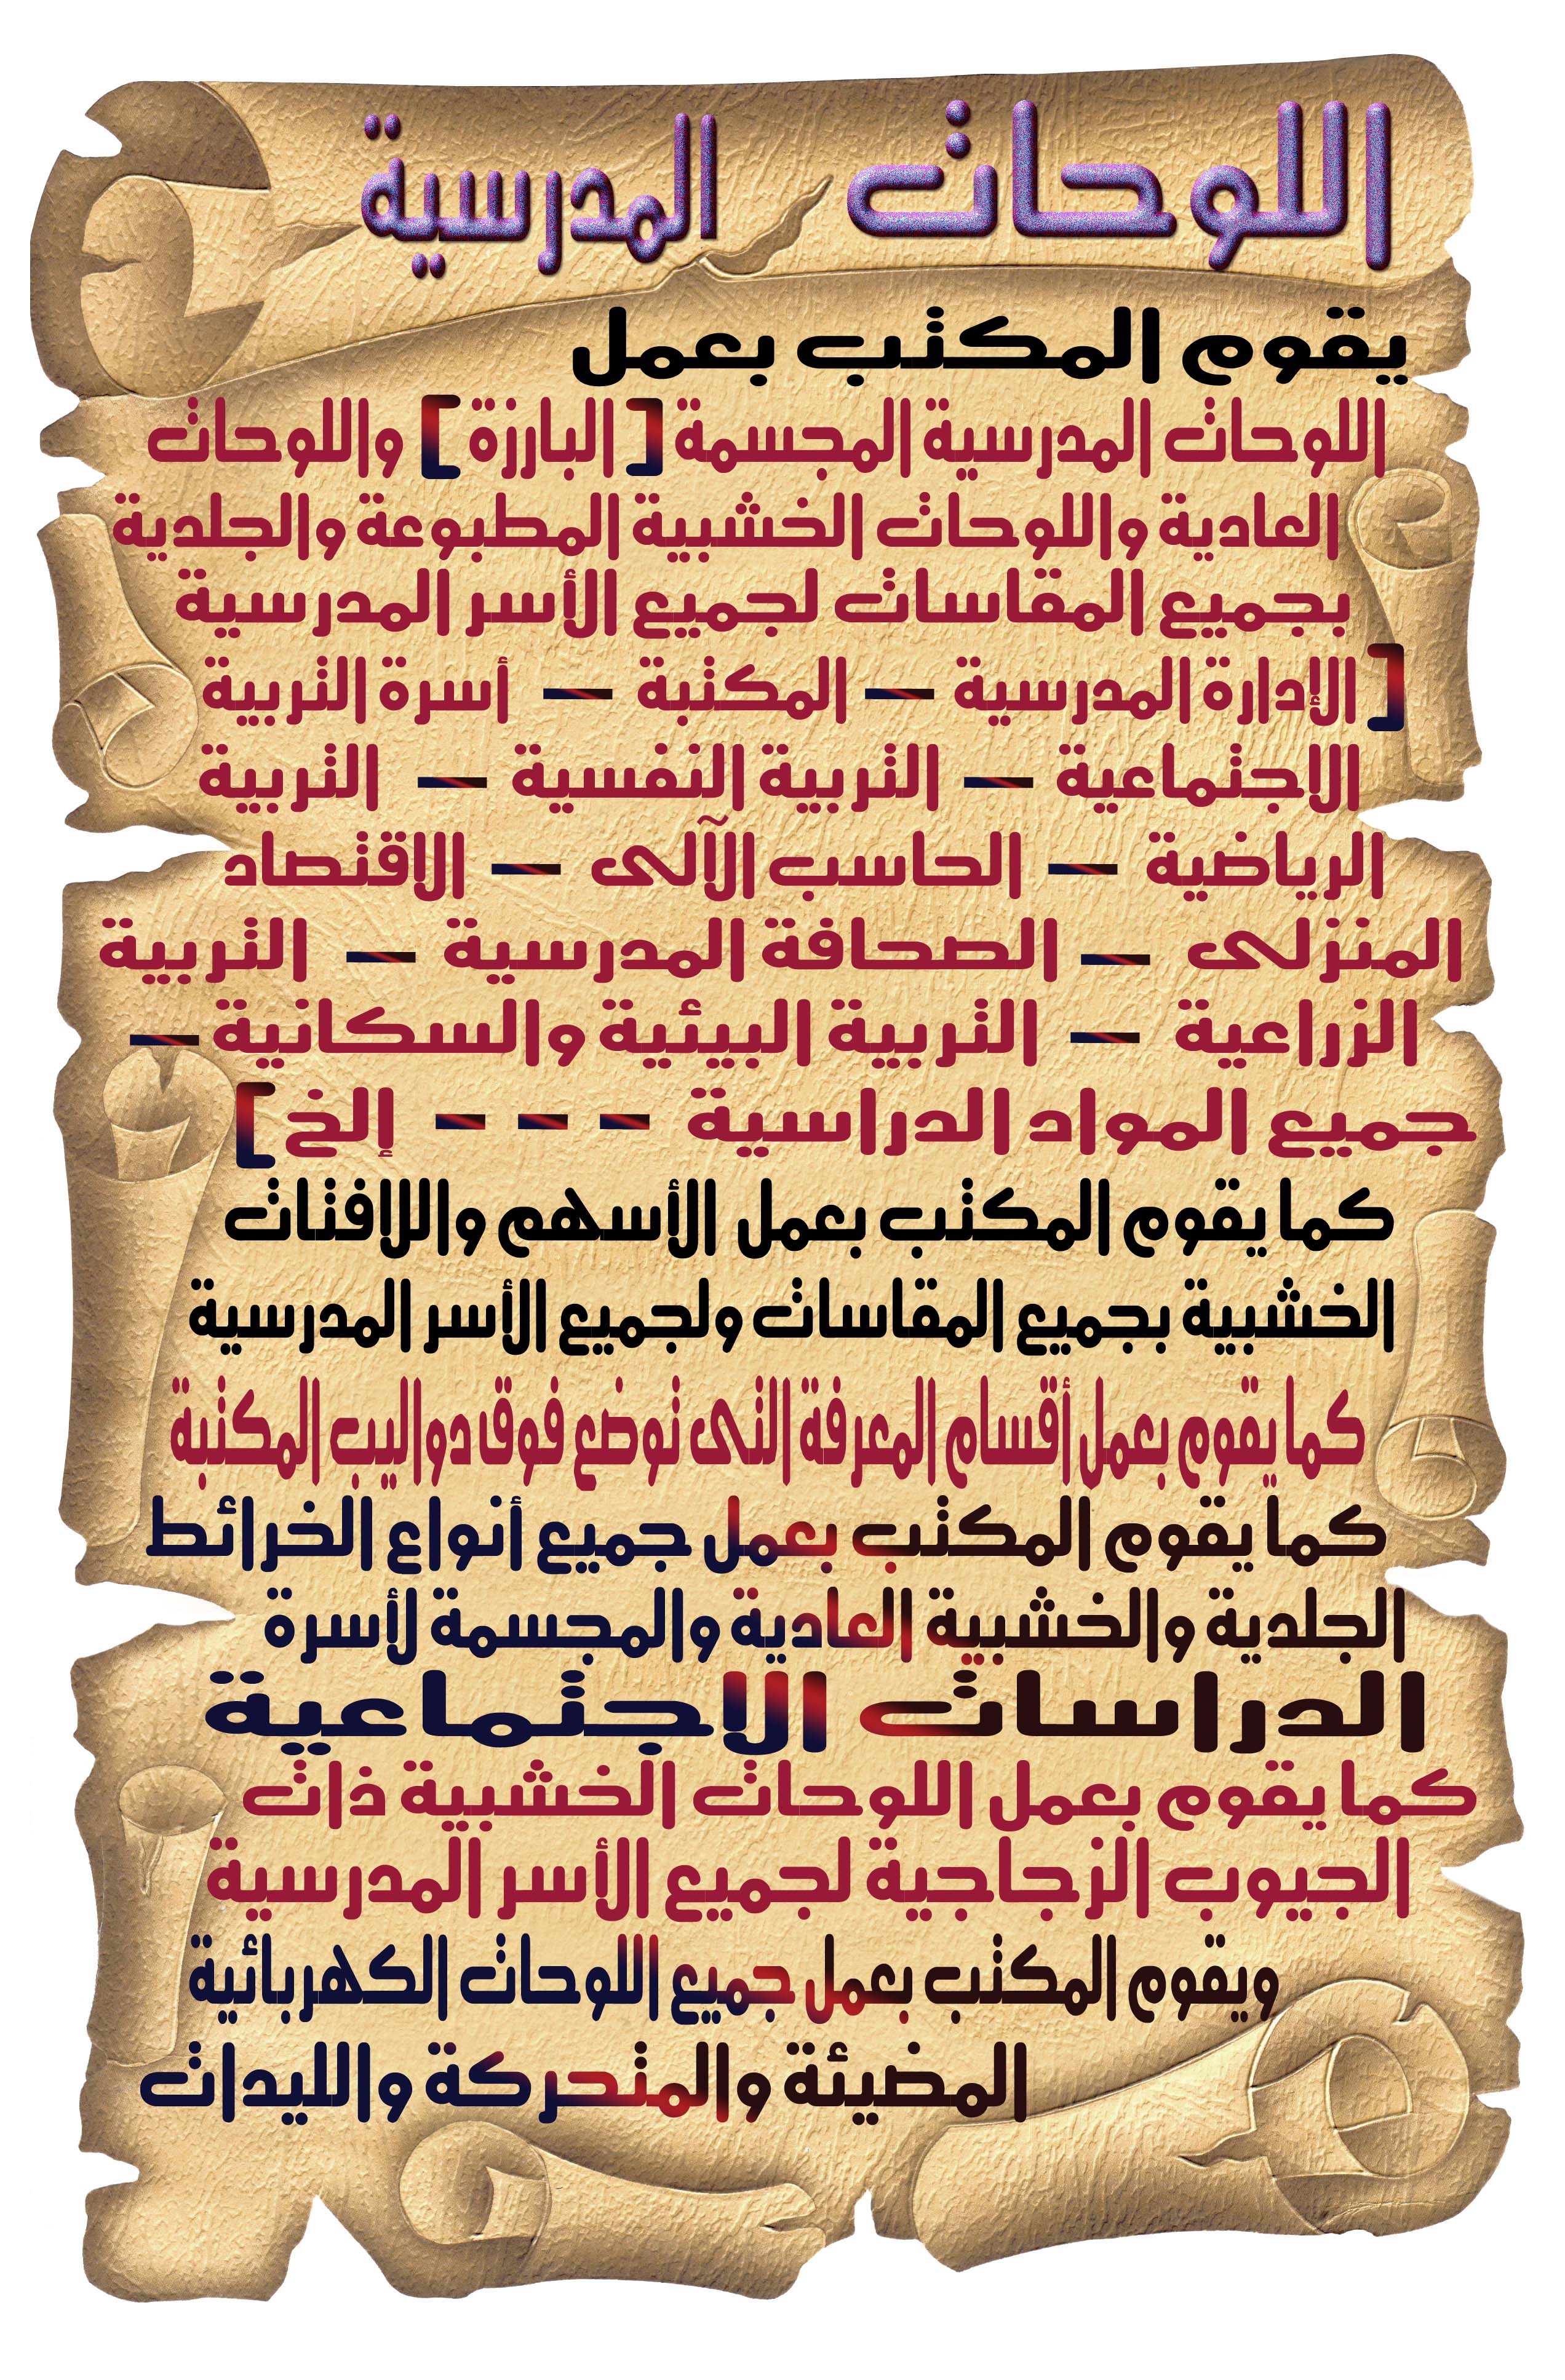 اللوحات المدرسية
يقوم المكتب بعمل
اللوحات المدرسية المجسمة [ البارزة ] واللوحات
العادية واللوحات الخشبية المطبوعة والجلدية
بجميع المقاسات لجميع الأسر المدرسية
[ الإدارة المدرسية – المكتبة – أسرة التربية
الاجتماعية – التربية النفسية – التربية
الرياضية – الحاسب الآلى – الاقتصاد
المنزلى – الصحافة المدرسية – التربية
الزراعية – التربية البيئية والسكانية –
جميع المواد الدراسية - - - إلخ ]
كما يقوم المكتب بعمل الأسهم واللافتات
الخشبية بجميع المقاسات ولجميع الأسر المدرسية
كما يقوم بعمل أقسام المعرفة التى توضع فوق دواليب المكتبة
كما يقوم المكتب بعمل جميع أنواع الخرائط
الجلدية والخشبية العادية والمجسمة لأسرة
الدراسات الاجتماعية
كما يقوم بعمل اللوحات الخشبية ذات
الجيوب الزجاجية لجميع الأسر المدرسية
ويقوم المكتب بعمل جميع اللوحات الكهربائية
المضيئة والمتحركة والليدات